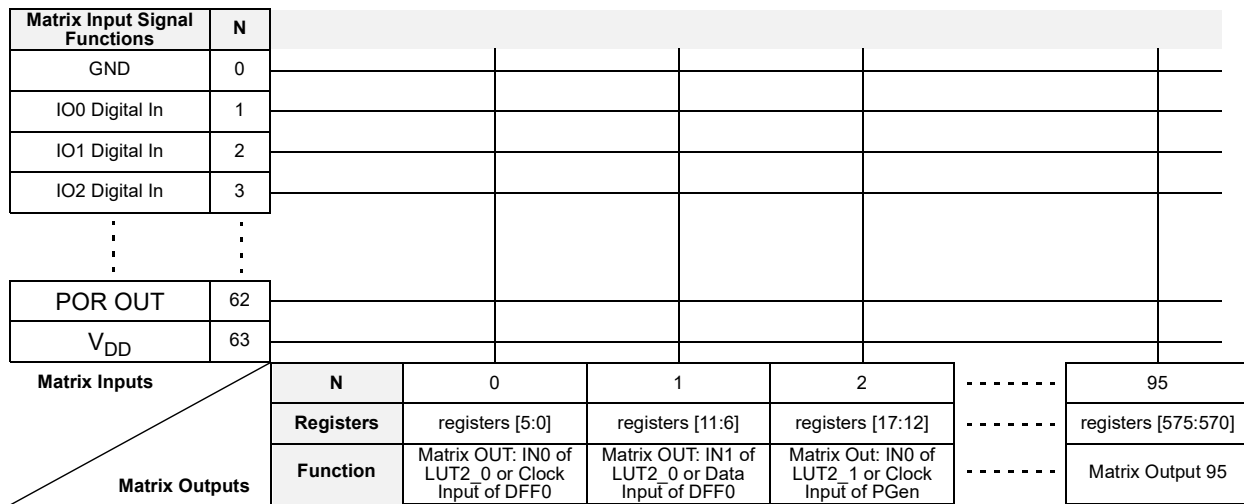 Matrix Input Signal
Functions
N
GND
0
IO0 Digital In
1
IO1 Digital In
2
IO2 Digital In
3
POR OUT
62
VDD
63
Matrix Inputs
Matrix Outputs
N
0
1
2
95
Registers
registers [5:0]
registers [11:6]
registers [17:12]
registers [575:570]
Function
Matrix OUT: IN0 of
LUT2_0 or Clock
Input of DFF0
Matrix OUT: IN1 of
LUT2_0 or Data
Input of DFF0
Matrix Out: IN0 of
LUT2_1 or Clock
Input of PGen
Matrix Output 95